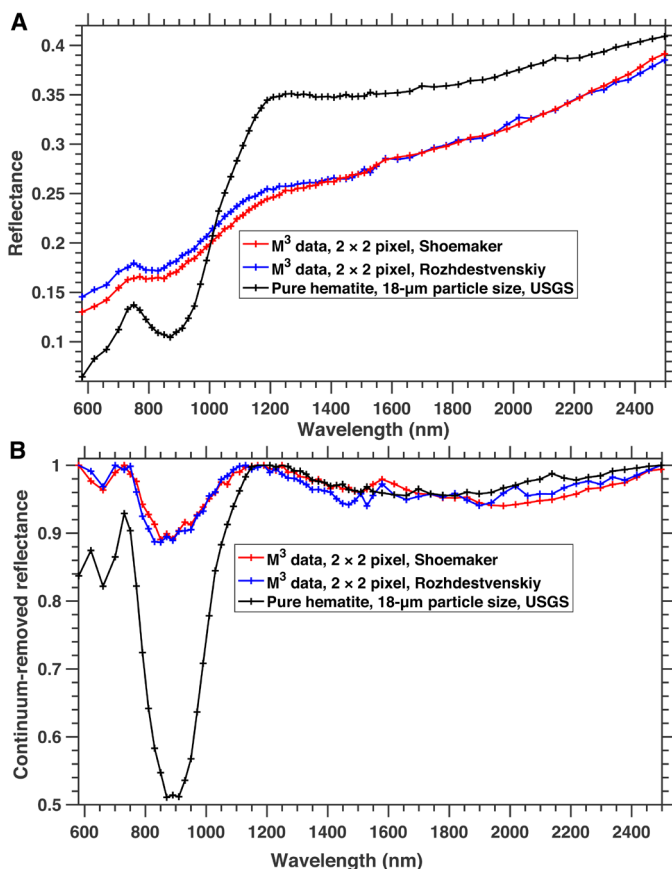 A
0.4
0.35
0.3
0.25
0.2
0.15
0.1
Reflectance
M3 data, 2 × 2 pixel, Shoemaker
M3 data, 2 × 2 pixel, Rozhdestvenskiy
Pure hematite, 18-µm particle size, USGS
600 800 1000 1200 1400 1600 1800 2000 2200 2400
Wavelength (nm)
B
1
0.9
0.8
0.7
0.6
0.5
Continuum-removed reflectance
M3 data, 2 × 2 pixel, Shoemaker
M3 data, 2 × 2 pixel, Rozhdestvenskiy
Pure hematite, 18-µm particle size, USGS
600 800 1000 1200 1400 1600 1800 2000 2200 2400
Wavelength (nm)